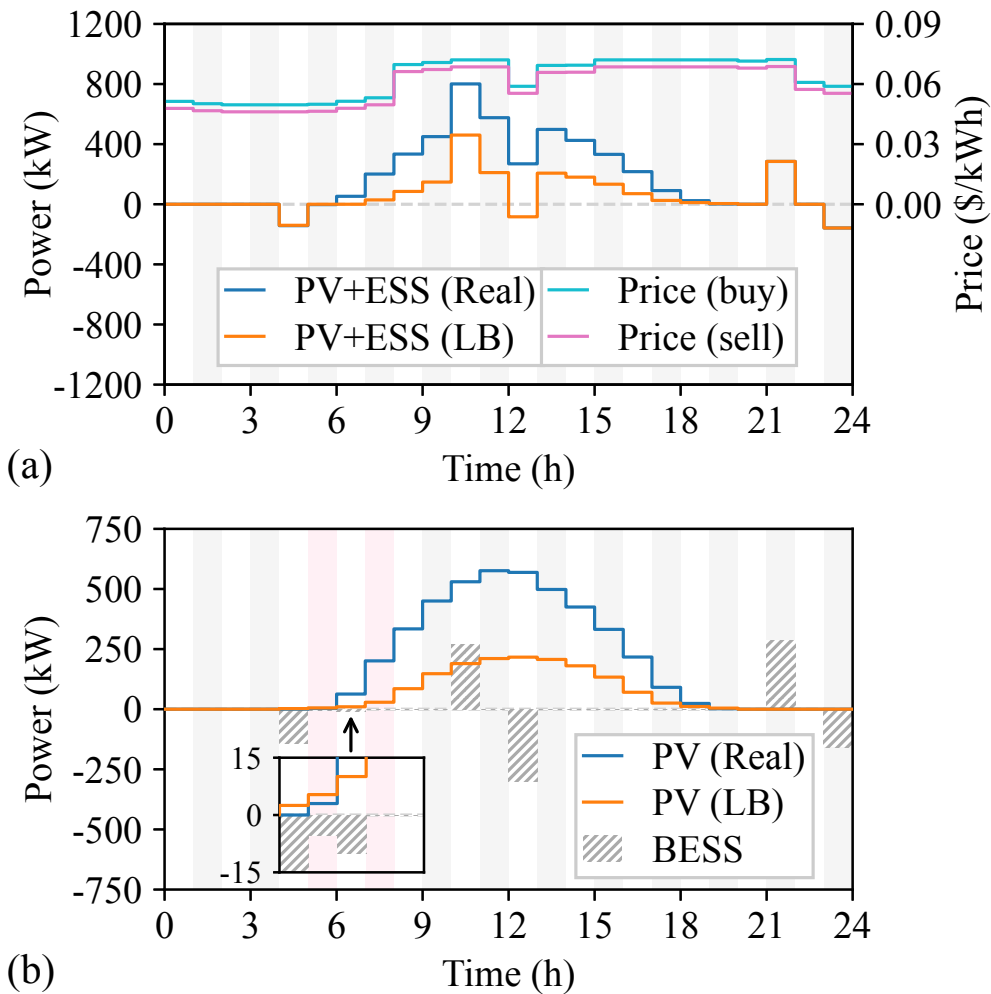 1200
800
400
0
-400
-800
-1200
Power (kW)
0.09
0.06
0.03
0.00
Price ($/kWh)
PV+ESS (Real)
PV+ESS (LB)
Price (buy)
Price (sell)
0 3 6 9 12 15 18 21 24
Time (h)
(a)
750
500
250
0
-250
-500
-750
Power (kW)
15
0
-15
PV (Real)
PV (LB)
BESS
0 3 6 9 12 15 18 21 24
Time (h)
(b)